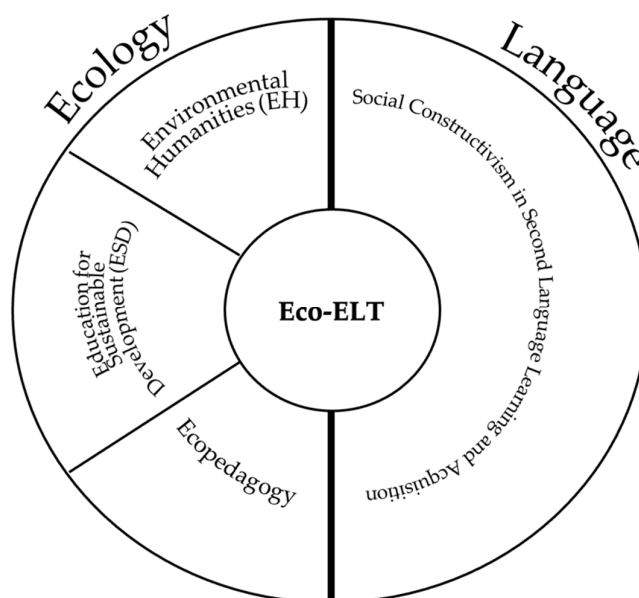 Ecology
Language
Environmental
Humanities (EH)
Education for
Sustainable
Development (ESD)
Ecopedagogy
Eco-ELT
Social Constructivism in Second Language Learning and Acquisition